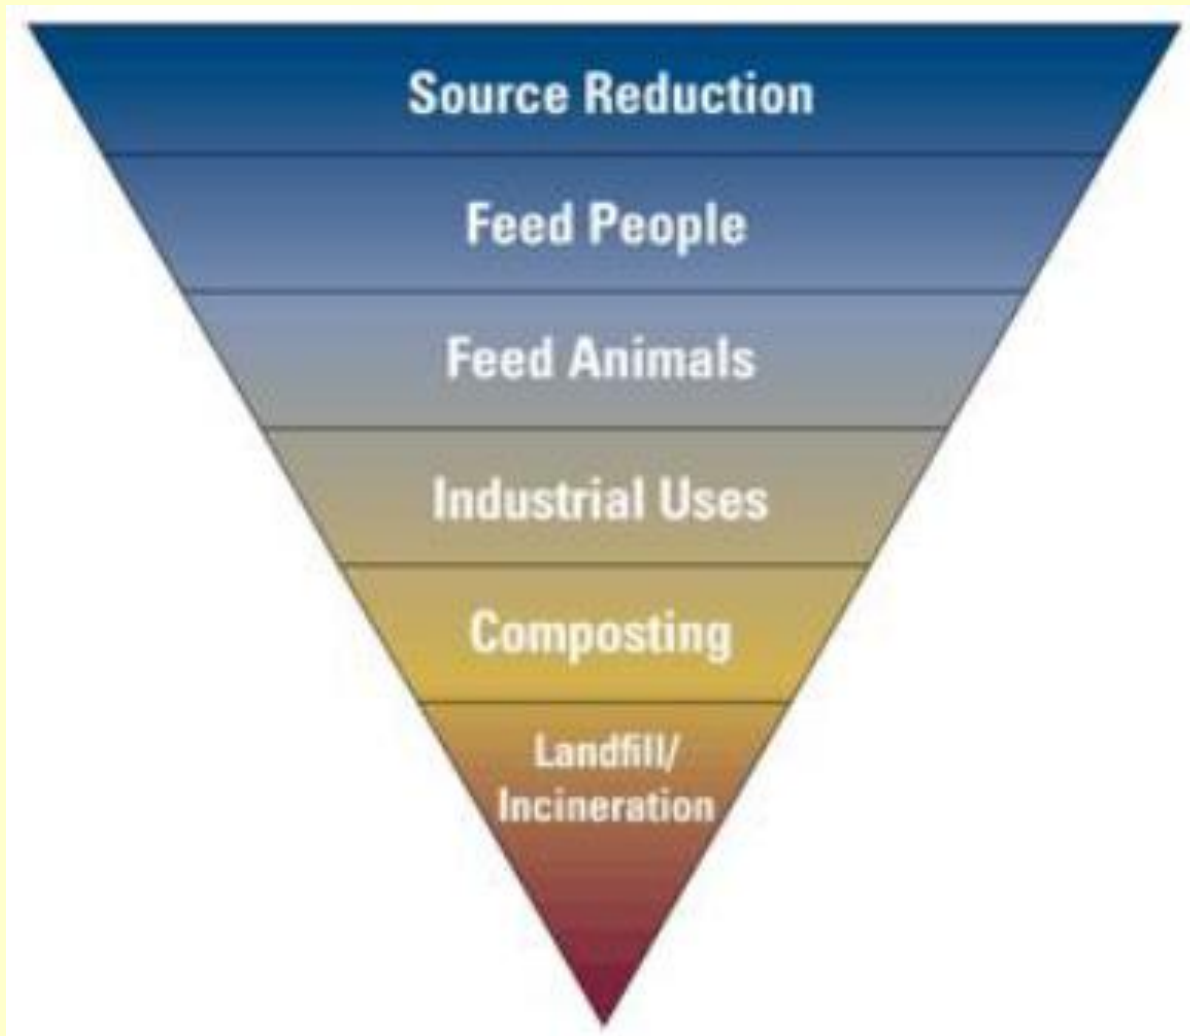 Source Reduction
Feed People
Feed Animals
Industrial Uses
Composting
Landfill/
Incineration